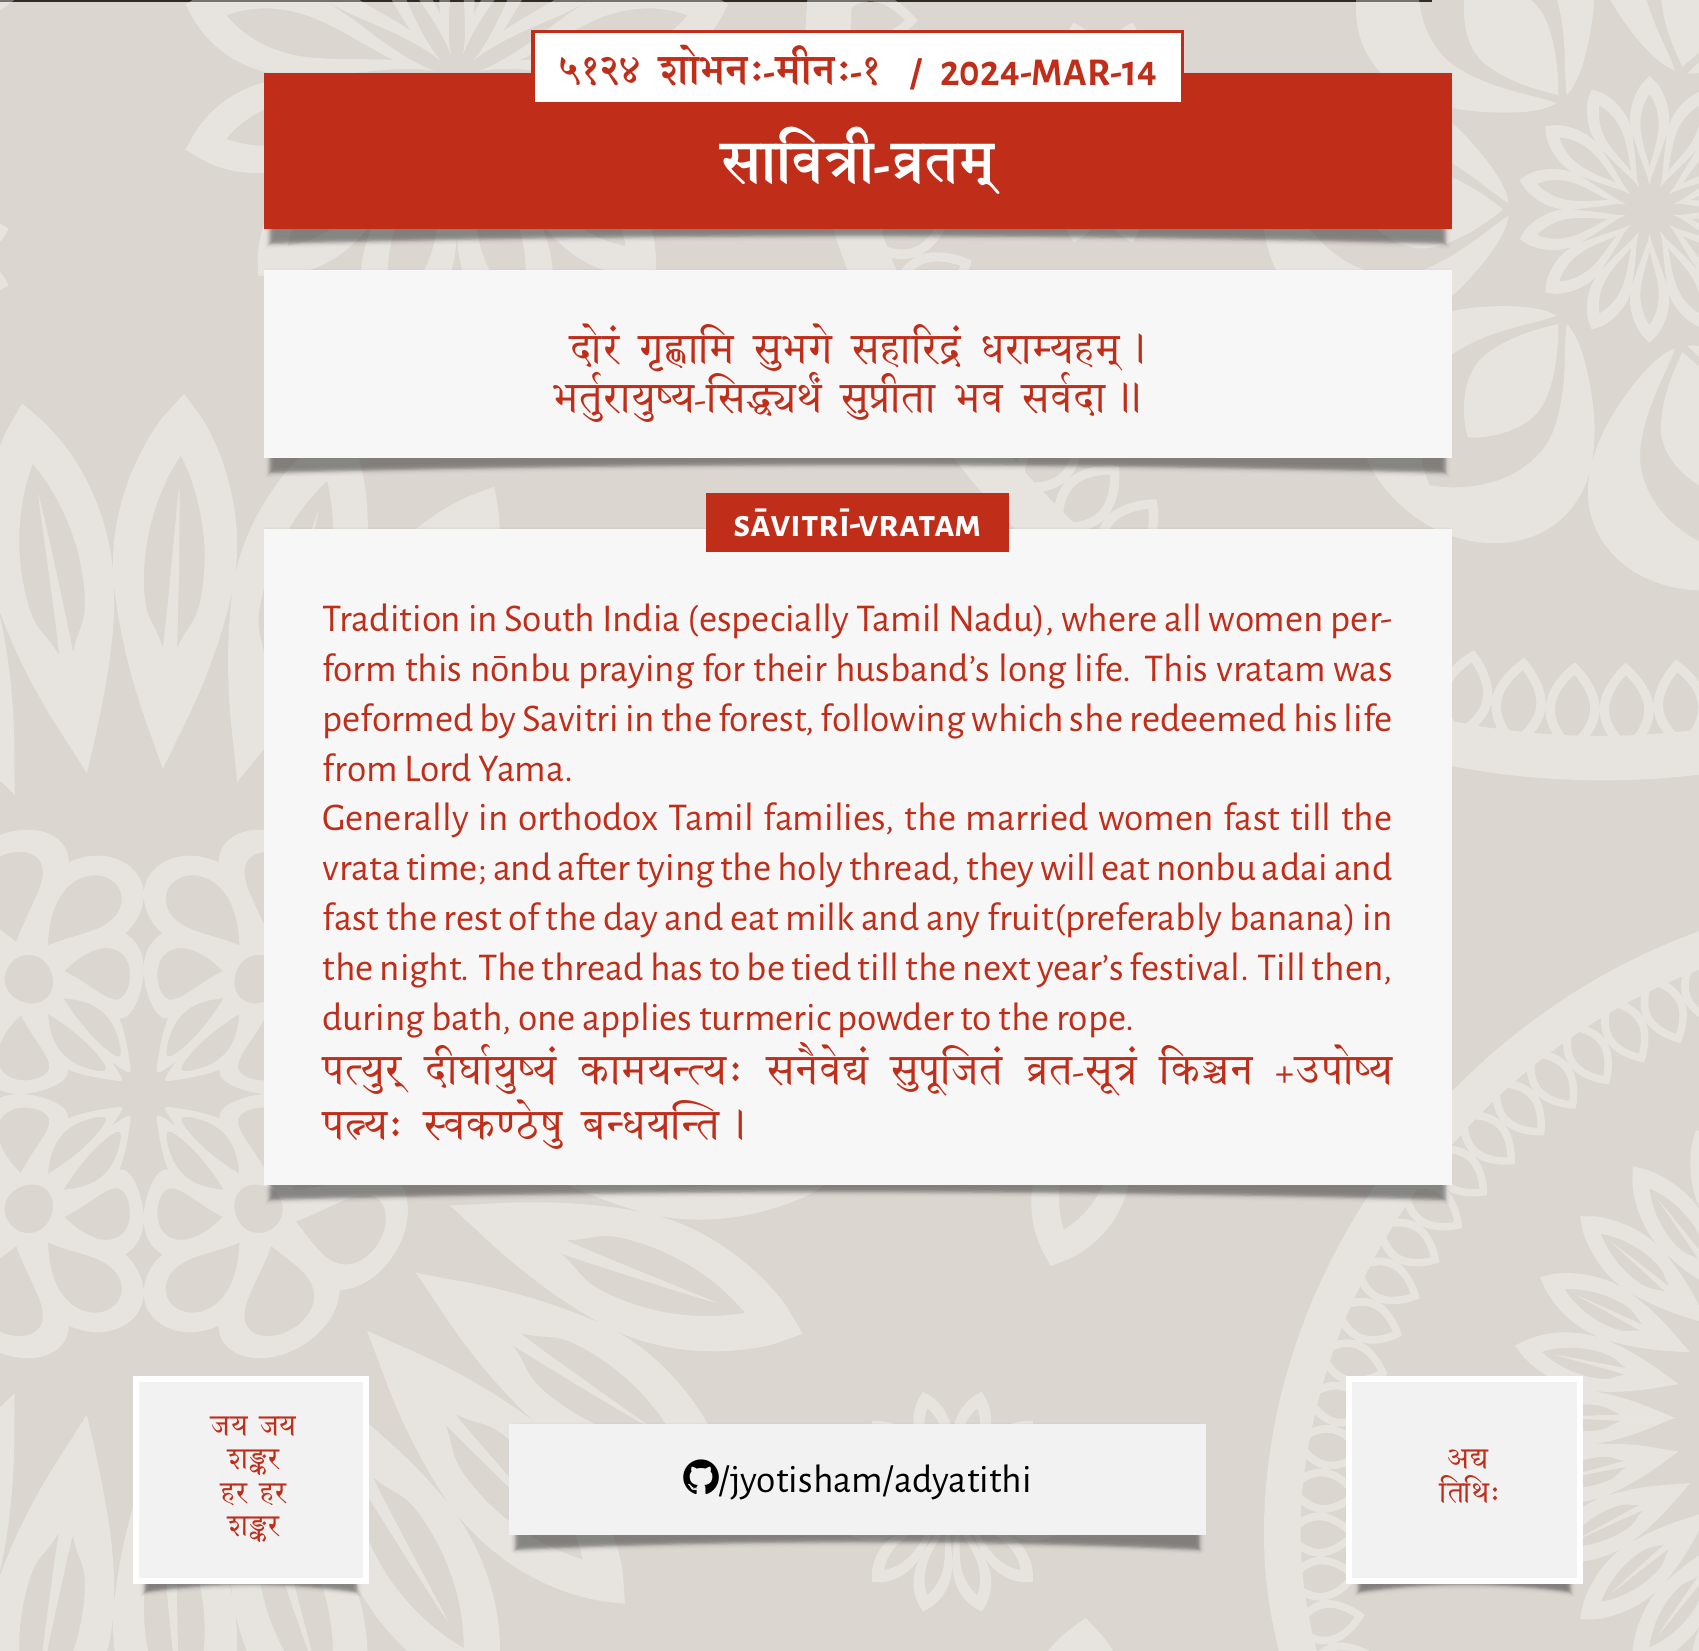 ५१२४ शोभनः-मीनः-१ / 2024-MAR-14
सावित्री-व्रतम्
दोरं गृह्णामि सुभगे सहारिद्रं धराम्यहम् ।
भर्तुरायुष्य-सिद्ध्यर्थं सुप्रीता भव सर्वदा ॥
SĀVITRĪ-VRATAM
Tradition in South India (especially Tamil Nadu), where all women per-
form this nōnbu praying for their husband’s long life. This vratam was
peformed by Savitri in the forest, following which she redeemed his life
from Lord Yama.
Generally in orthodox Tamil families, the married women fast till the
vrata time; and after tying the holy thread, they will eat nonbu adai and
fast the rest of the day and eat milk and any fruit(preferably banana) in
the night. The thread has to be tied till the next year’s festival. Till then,
during bath, one applies turmeric powder to the rope.
पत्युर् दीर्घायुष्यं कामयन्त्यः सनैवेद्यं सुपूजितं व्रत-सूत्रं किञ्चन +उपोष्य
पत्न्यः स्वकण्ठेषु बन्धयन्ति ।
जय जय
शङ्कर
हर हर
शङ्कर
/jyotisham/adyatithi
अद्य
तिथिः